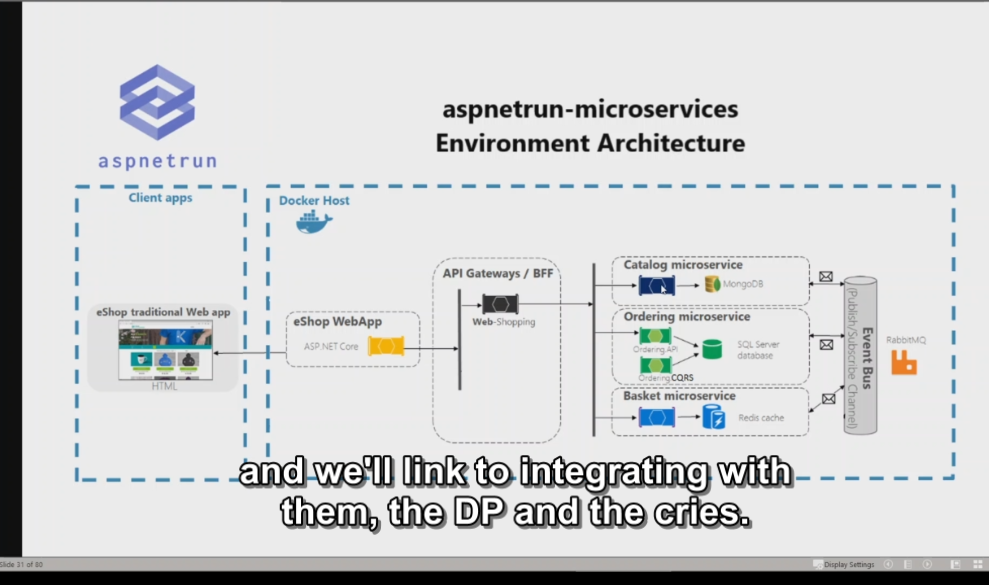 aspnetrun-microservices
Environment Architecture
aspnetrun
Client apps
Docker Host
eShop traditional Web app
HTML
eShop WebApp
ASP.NET Core
API Gateways / BFF
Web-Shopping
Catalog microservice
MongoDB
Ordering microservice
Ordering API
SQL Server
database
Ordering CQRS
Basket microservice
Redis cache
Event Bus
(Publish/Subscribe Channel)
RabbitMQ
and we'll link to integrating with
them, the DP and the cries.
Slide 31 of 80
Display Settings